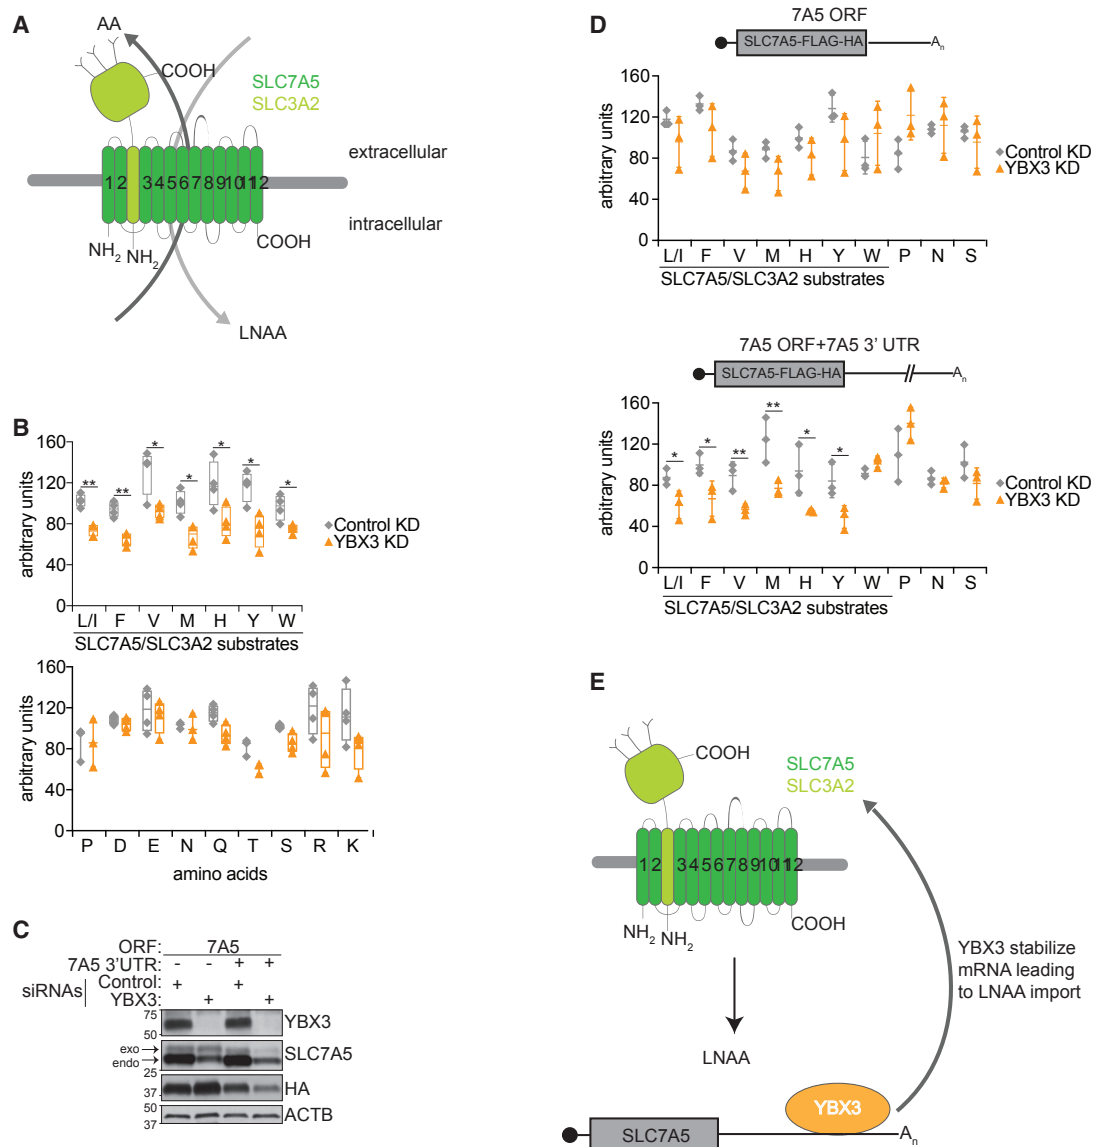 A
AA
COOH
SLC7A5
SLC3A2
extracellular
1 2 3 4 5 6 7 8 9 10 11 12
intracellular
NH2 NH2
COOH
LNAA
B
arbitrary units
160
120
80
40
0
Control KD
YBX3 KD
** ** * * * * *
L/I F V M H Y W
SLC7A5/SLC3A2 substrates
arbitrary units
160
80
40
0
P D E N Q T S R K
amino acids
C
ORF: 7A5
7A5 3'UTR: - - + +
siRNAs
Control: + +
YBX3: + +
75
50
YBX3
exo
endo
SLC7A5
25
37
HA
50
37
ACTB
D
7A5 ORF
SLC7A5-FLAG-HA
An
arbitrary units
160
120
80
40
0
Control KD
YBX3 KD
L/I F V M H Y W P N S
SLC7A5/SLC3A2 substrates
7A5 ORF+7A5 3' UTR
SLC7A5-FLAG-HA
An
arbitrary units
160
120
80
40
0
* * ** ** * *
Control KD
YBX3 KD
L/I F V M H Y W P N S
SLC7A5/SLC3A2 substrates
E
COOH
SLC7A5
SLC3A2
1 2 3 4 5 6 7 8 9 10 11 12
NH2 NH2
COOH
YBX3 stabilize
mRNA leading
to LNAA import
LNAA
YBX3
SLC7A5
An